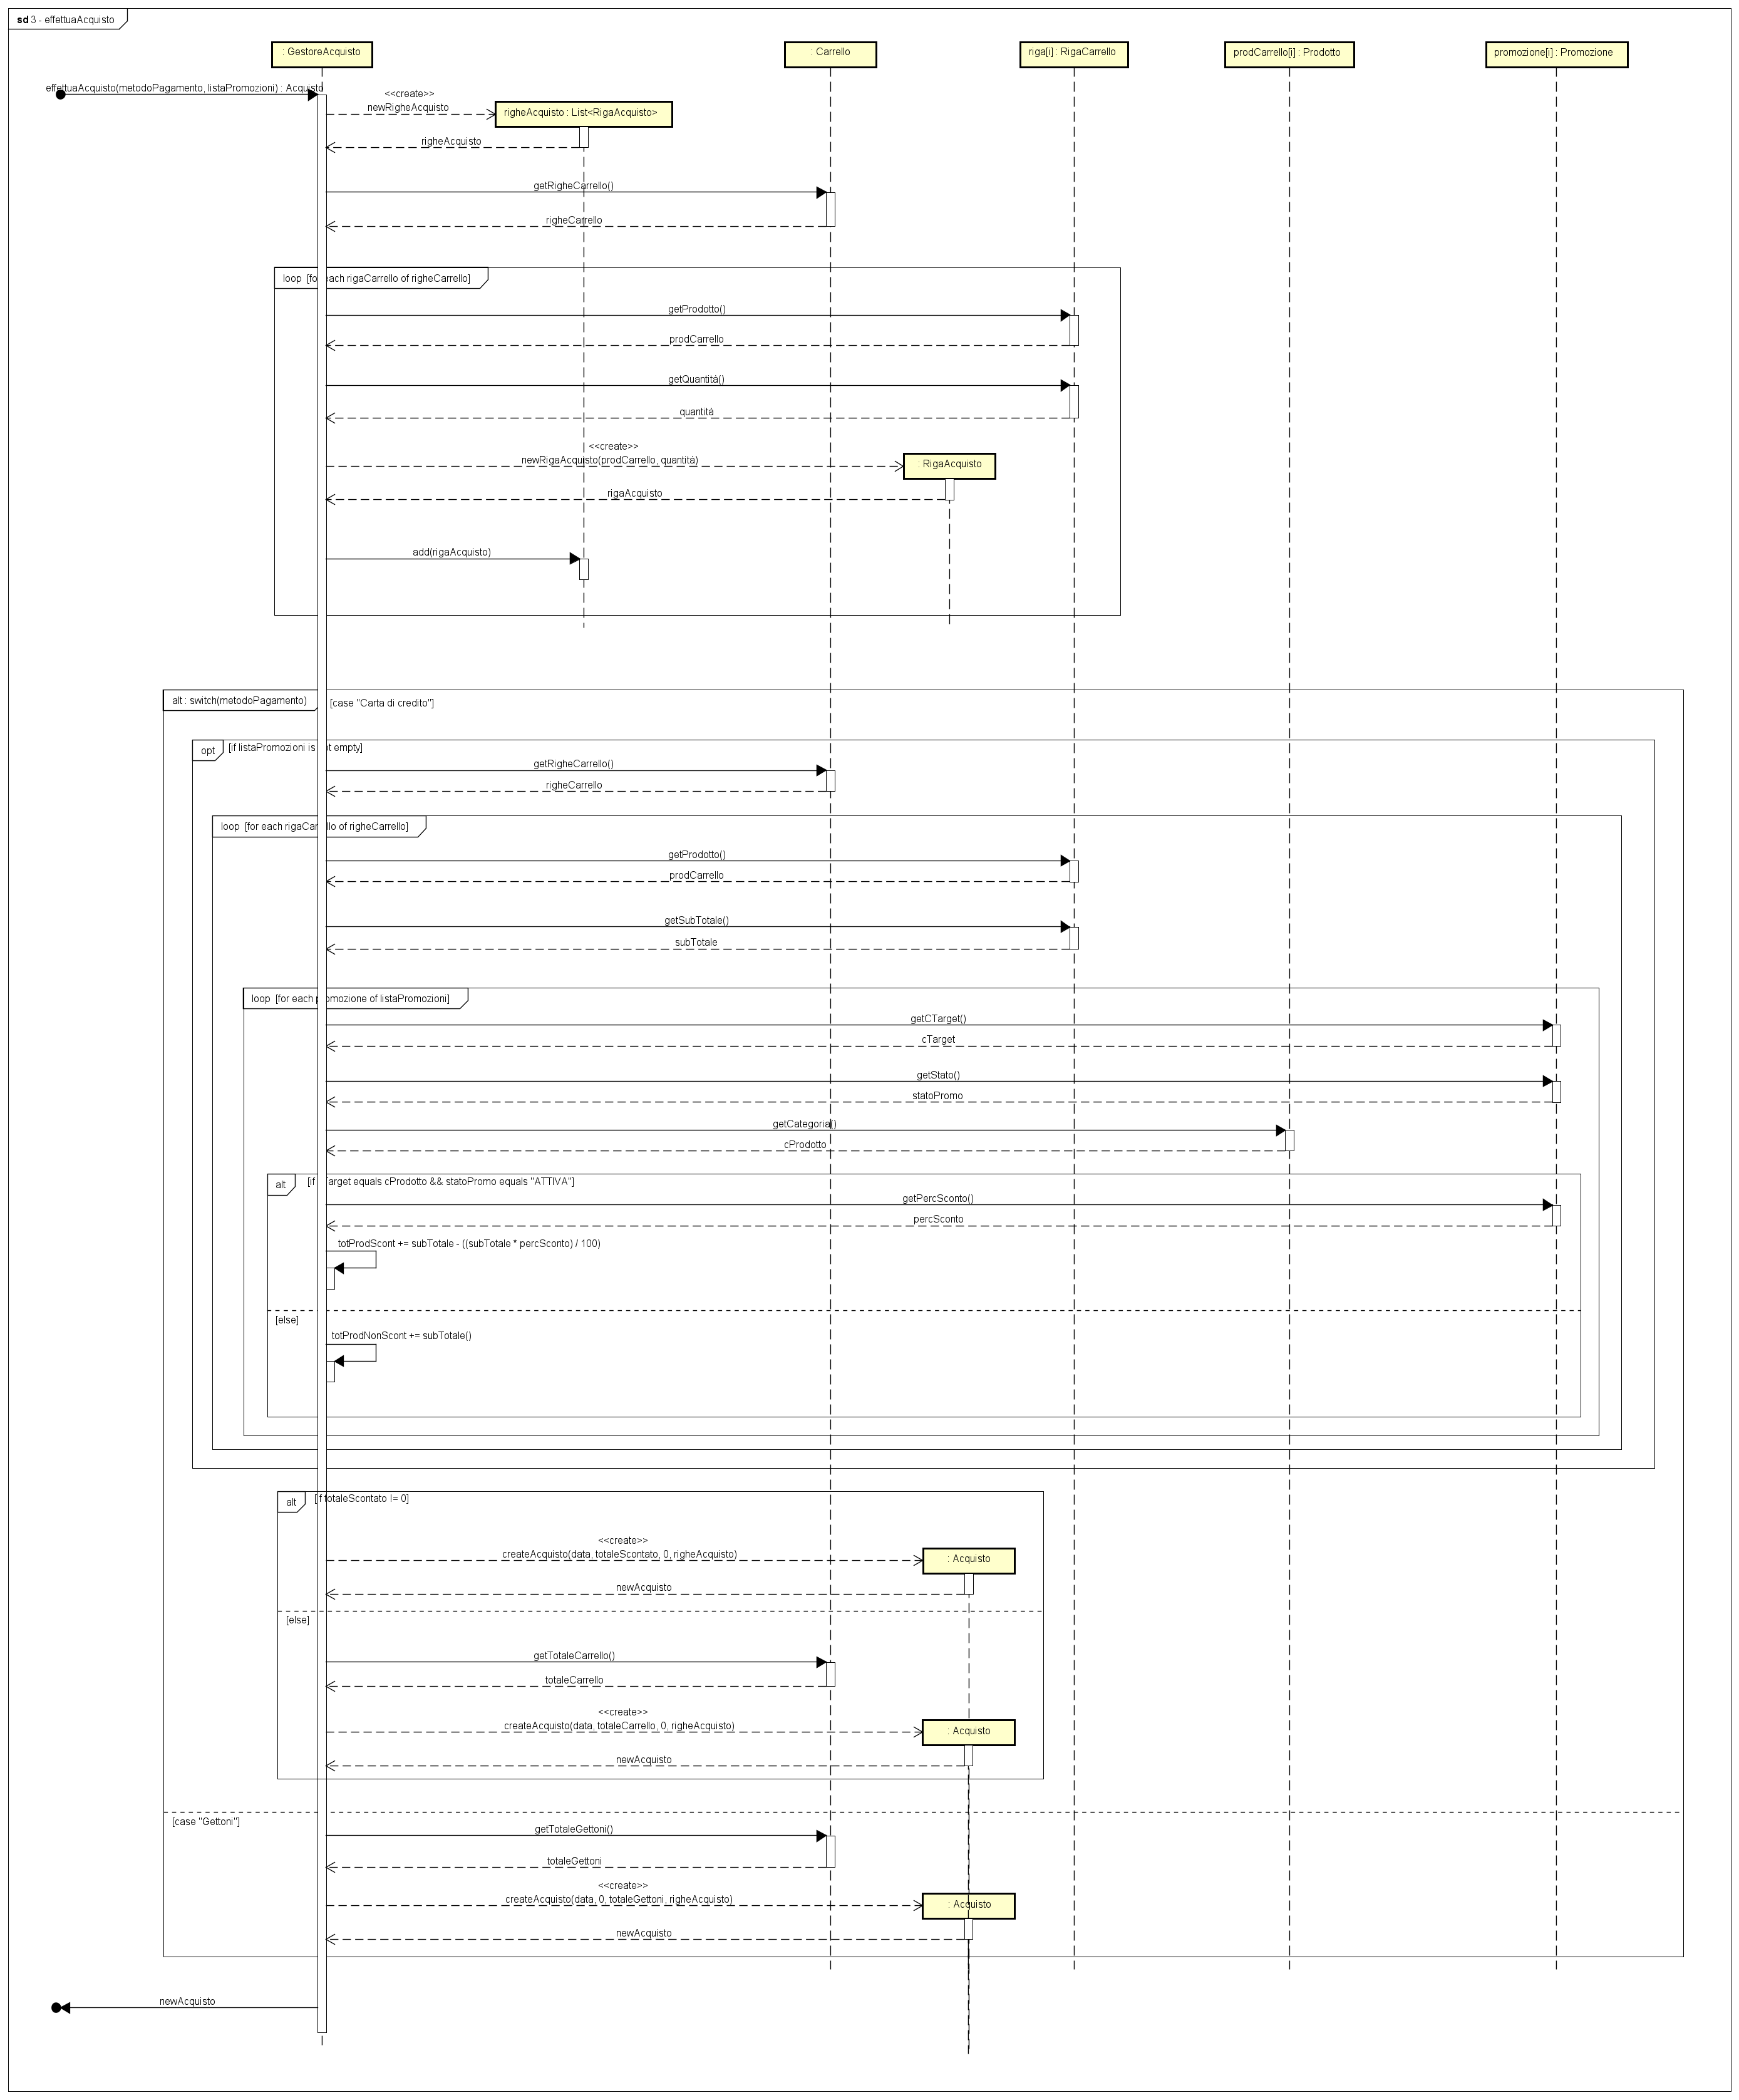 sd 3 - effettuaAcquisto
: GestoreAcquisto
: Carrello
riga[i] : RigaCarrello
prodCarrello[i] : Prodotto
promozione[i] : Promozione
effettuaAcquisto(metodoPagamento, listaPromozioni) : Acquisto
<<create>>
newRigheAcquisto
righeAcquisto : List<RigaAcquisto>
righeAcquisto
getRigheCarrello()
righeCarrello
loop [for each rigaCarrello of righeCarrello]
getProdotto()
prodCarrello
getQuantità()
quantità
<<create>>
newRigaAcquisto(prodCarrello, quantità)
: RigaAcquisto
rigaAcquisto
add(rigaAcquisto)
alt : switch(metodoPagamento)
[case "Carta di credito"]
opt
[if listaPromozioni is not empty]
getRigheCarrello()
righeCarrello
loop [for each rigaCarrello of righeCarrello]
getProdotto()
prodCarrello
getSubTotale()
subTotale
loop [for each promozione of listaPromozioni]
getCTarget()
cTarget
getStato()
statoPromo
getCategoria()
cProdotto
alt
[if cTarget equals cProdotto && statoPromo equals "ATTIVA"]
getPercSconto()
percSconto
totProdScont += subTotale - ((subTotale * percSconto) / 100)
[else]
totProdNonScont += subTotale()
alt
[if totaleScontato != 0]
<<create>>
createAcquisto(data, totaleScontato, 0, righeAcquisto)
: Acquisto
newAcquisto
[else]
getTotaleCarrello()
totaleCarrello
<<create>>
createAcquisto(data, totaleCarrello, 0, righeAcquisto)
: Acquisto
newAcquisto
[case "Gettoni"]
getTotaleGettoni()
totaleGettoni
<<create>>
createAcquisto(data, 0, totaleGettoni, righeAcquisto)
: Acquisto
newAcquisto
newAcquisto